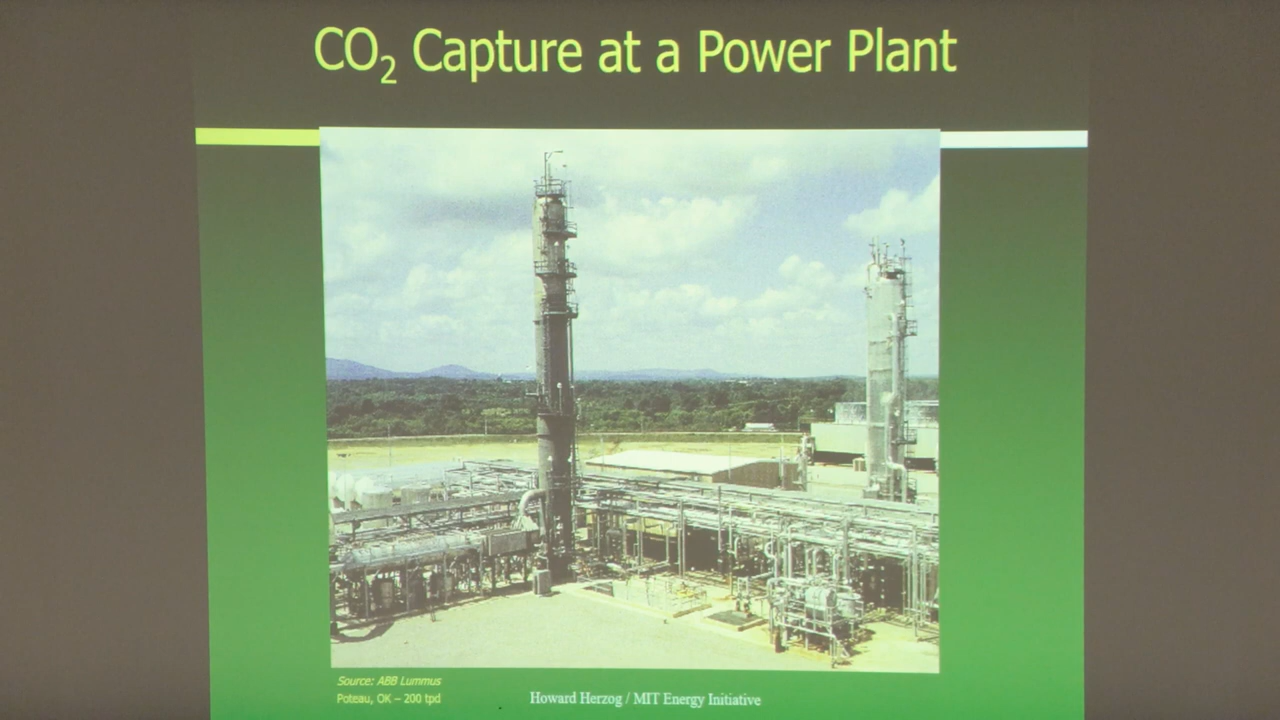 CO₂ Capture at a Power Plant
Source: ABB Lummus
Poteau, OK – 200 tpd
Howard Herzog / MIT Energy Initiative